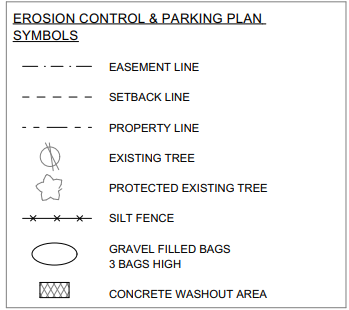 EROSION CONTROL & PARKING PLAN
SYMBOLS
EASEMENT LINE
SETBACK LINE
PROPERTY LINE
EXISTING TREE
PROTECTED EXISTING TREE
SILT FENCE
GRAVEL FILLED BAGS
3 BAGS HIGH
CONCRETE WASHOUT AREA